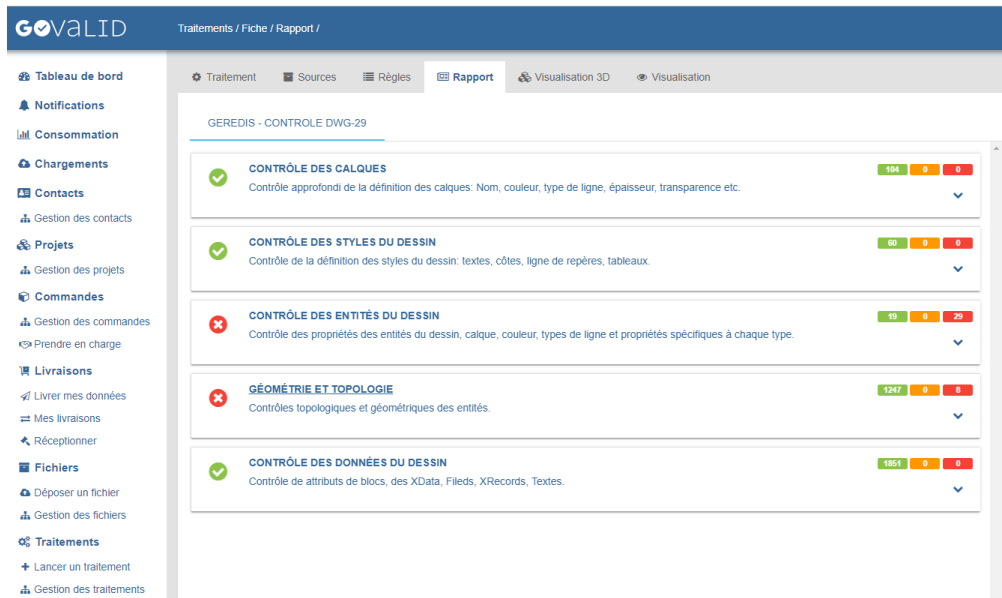 GOVALID
Traitements / Fiche / Rapport /
Tableau de bord
Notifications
Consommation
Chargements
Contacts
Gestion des contacts
Projets
Gestion des projets
Commandes
Gestion des commandes
Prendre en charge
Livraisons
Livrer mes données
Mes livraisons
Réceptionner
Fichiers
Déposer un fichier
Gestion des fichiers
Traitements
Lancer un traitement
Gestion des traitements
Traitement Sources Règles Rapport Visualisation 3D Visualisation
GEREDIS - CONTROLE DWG-29
CONTRÔLE DES CALQUES 104 0 0
Contrôle approfondi de la définition des calques: Nom, couleur, type de ligne, épaisseur, transparence etc.
CONTRÔLE DES STYLES DU DESSIN 60 0 0
Contrôle de la définition des styles du dessin: textes, côtes, ligne de repères, tableaux.
CONTRÔLE DES ENTITÉS DU DESSIN 19 0 29
Contrôle des propriétés des entités du dessin, calque, couleur, types de ligne et propriétés spécifiques à chaque type.
GÉOMÉTRIE ET TOPOLOGIE 1247 0 8
Contrôles topologiques et géométriques des entités.
CONTRÔLE DES DONNÉES DU DESSIN 1851 0 0
Contrôle de attributs de blocs, des XData, Fileds, XRecords, Textes.